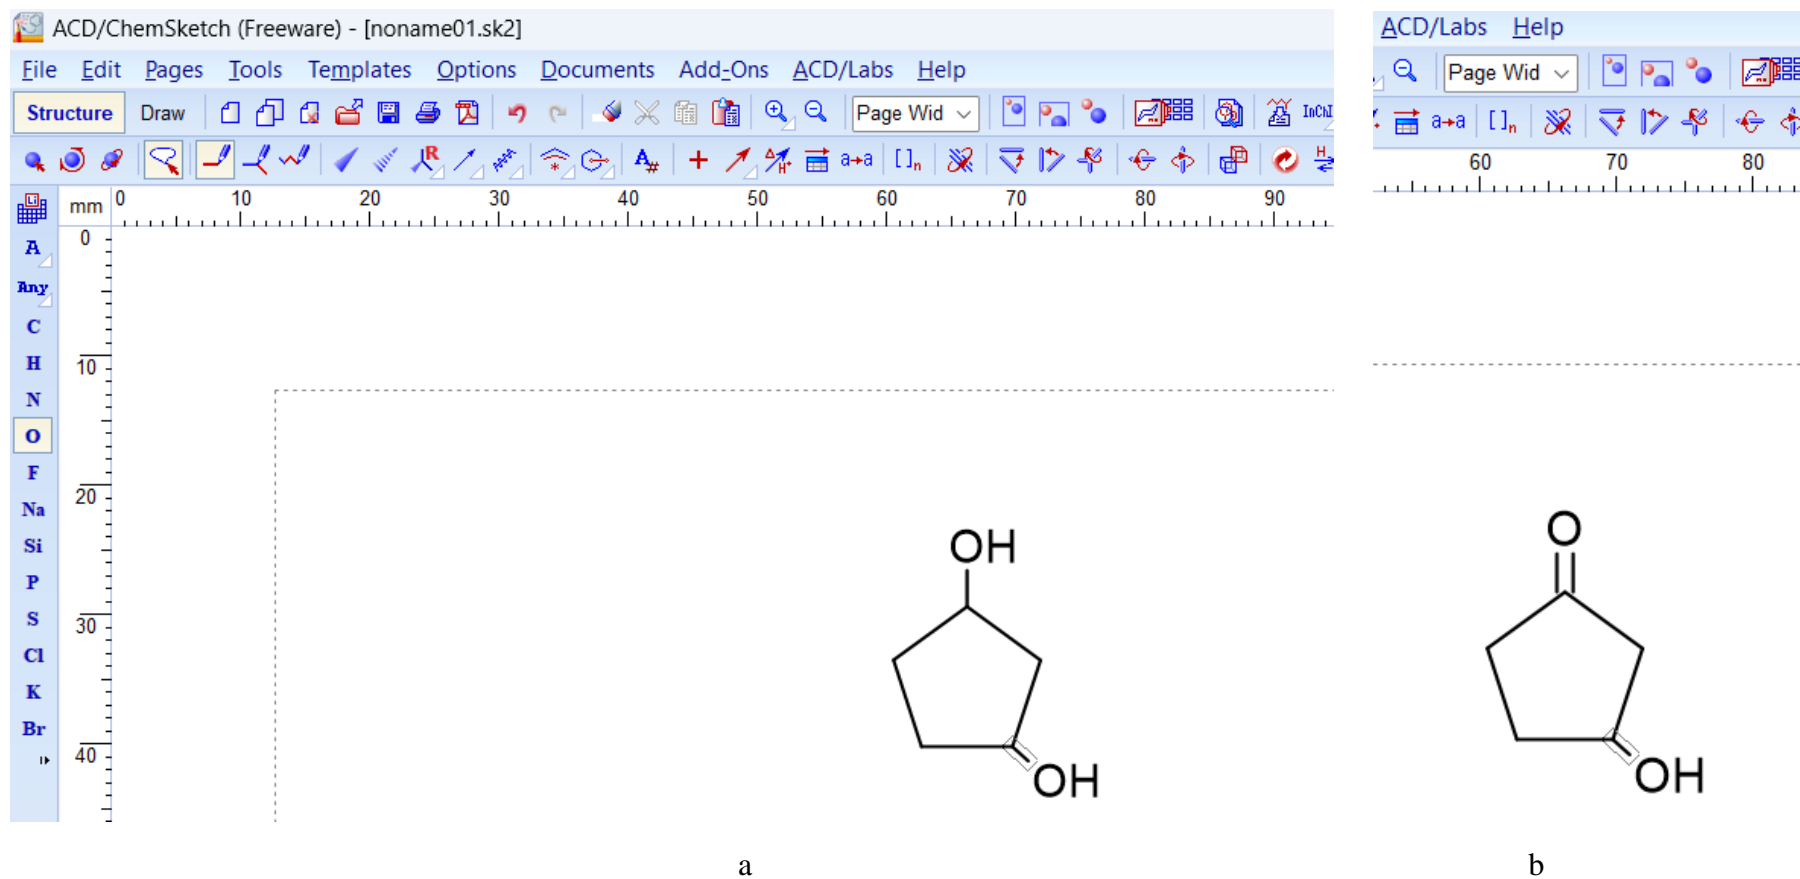 ACD/ChemSketch (Freeware) - [noname01.sk2]
File Edit Pages Tools Templates Options Documents Add-Ons ACD/Labs Help
Structure Draw Page Wid InChI
R A# H a→a []n H
mm 0 10 20 30 40 50 60 70 80 90
Li
A
Any
C
H
N
O
F
Na
Si
P
S
Cl
K
Br
0
10
20
30
40
OH
OH
a
ACD/Labs Help
Page Wid
a→a []n
60 70 80
O
OH
b